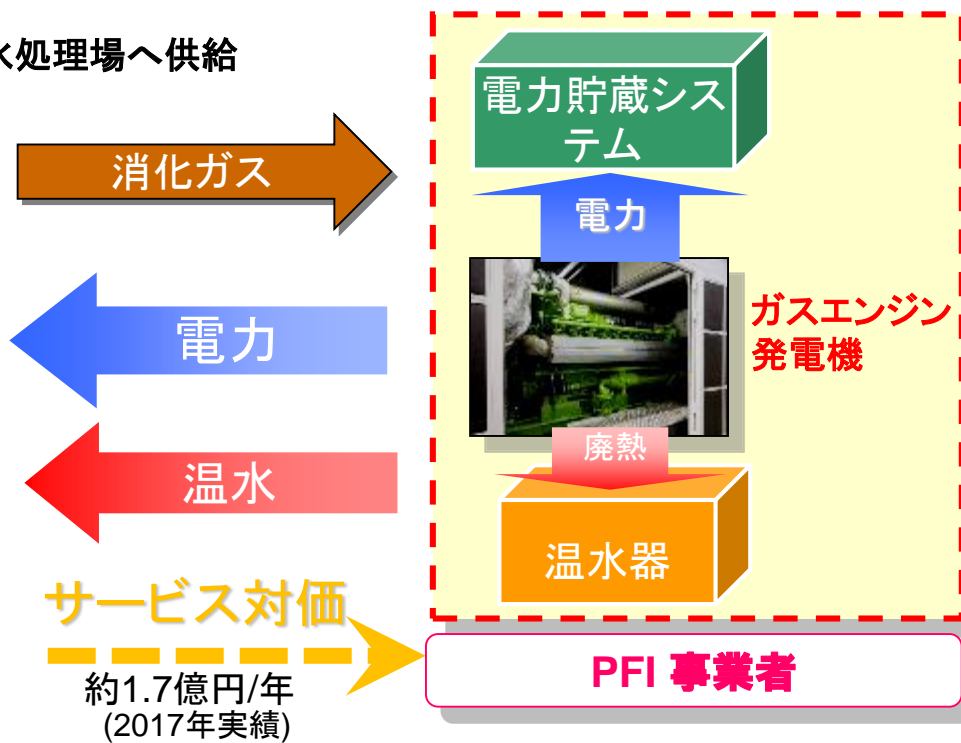 水処理場へ供給
電力貯蔵シス
テム
消化ガス
電力
電力
ガスエンジン
発電機
廃熱
温水
温水器
サービス対価
約1.7億円/年
(2017年実績)
PFI 事業者